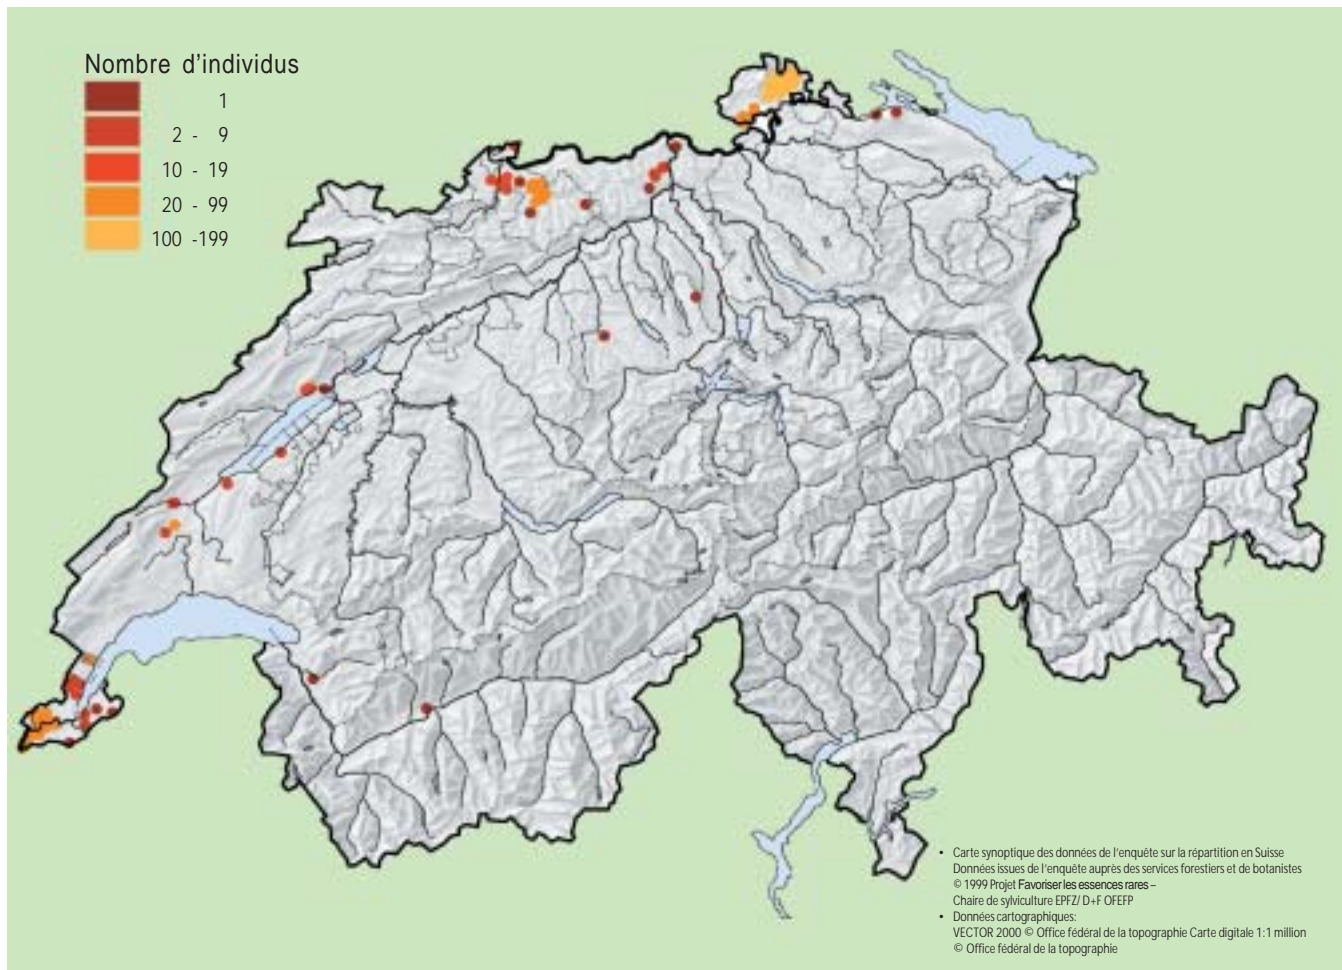 Nombre d'individus
1
2 - 9
10 - 19
20 - 99
100 -199
• Carte synoptique des données de l'enquête sur la répartition en Suisse
Données issues de l'enquête auprès des services forestiers et de botanistes
© 1999 Projet Favoriser les essences rares –
Chaire de sylviculture EPFZ/ D+F OFEFP
• Données cartographiques:
VECTOR 2000 © Office fédéral de la topographie Carte digitale 1:1 million
© Office fédéral de la topographie